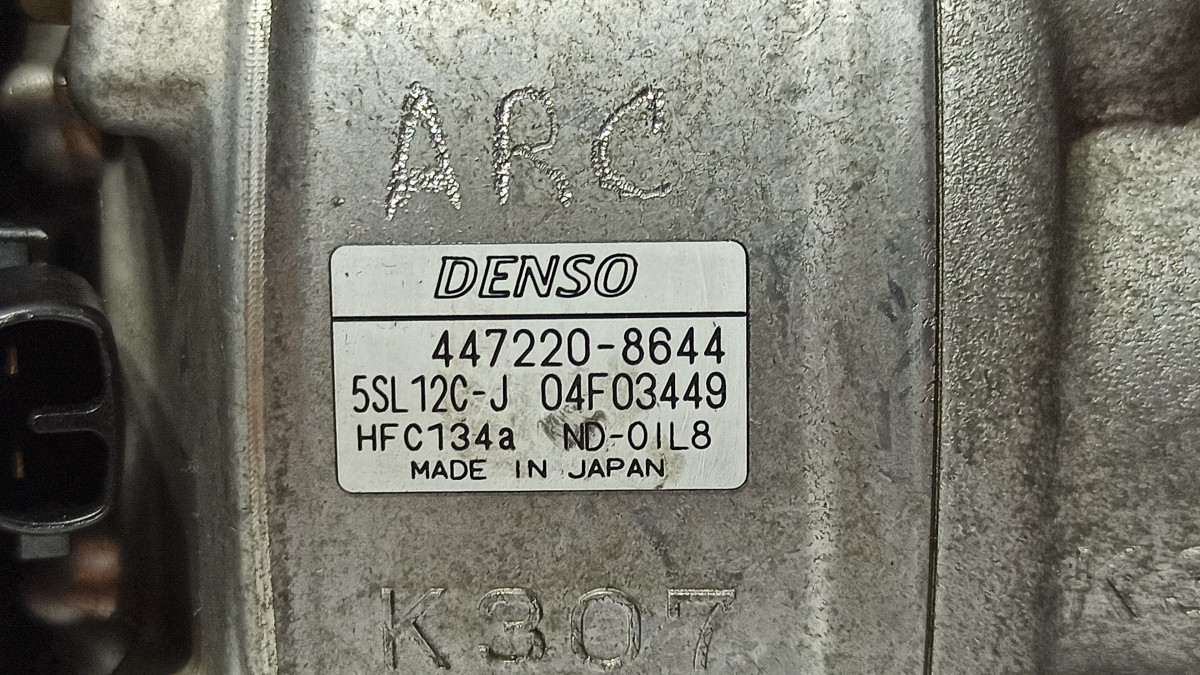 ARC
DENSO
447220-8644
5SL12C-J 04F03449
HFC134a ND-OIL8
MADE IN JAPAN
K307